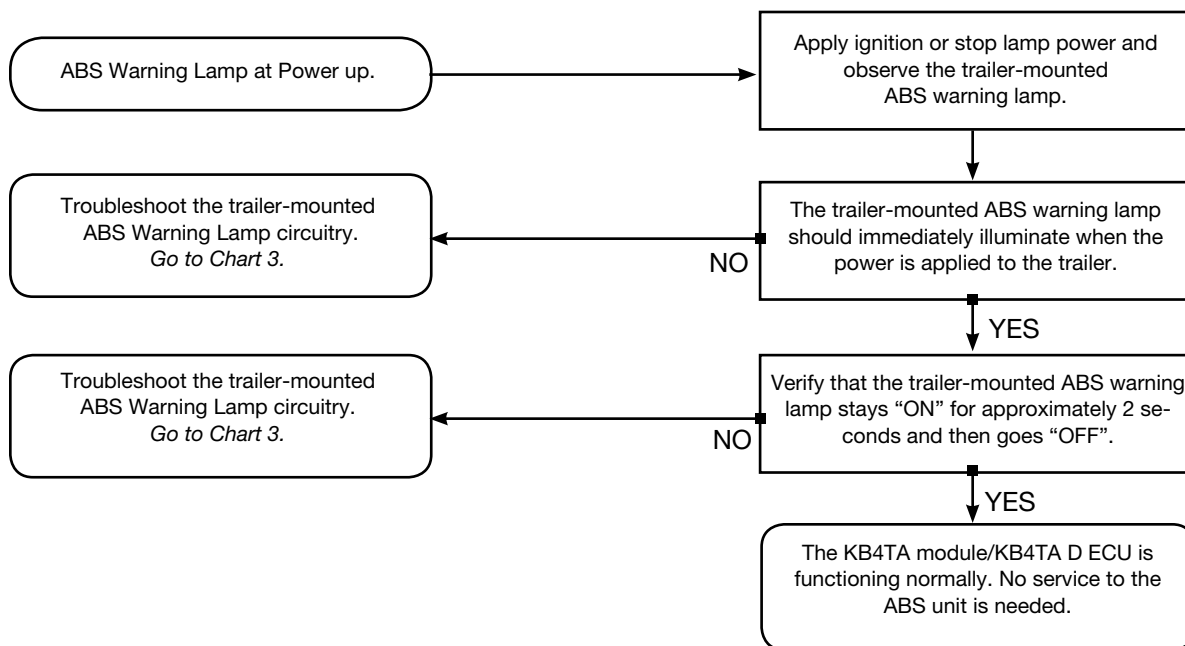 ABS Warning Lamp at Power up.
Apply ignition or stop lamp power and
observe the trailer-mounted
ABS warning lamp.
The trailer-mounted ABS warning lamp
should immediately illuminate when the
power is applied to the trailer.
NO
Troubleshoot the trailer-mounted
ABS Warning Lamp circuitry.
Go to Chart 3.
YES
Verify that the trailer-mounted ABS warning
lamp stays “ON” for approximately 2 se-
conds and then goes “OFF”.
NO
Troubleshoot the trailer-mounted
ABS Warning Lamp circuitry.
Go to Chart 3.
YES
The KB4TA module/KB4TA D ECU is
functioning normally. No service to the
ABS unit is needed.